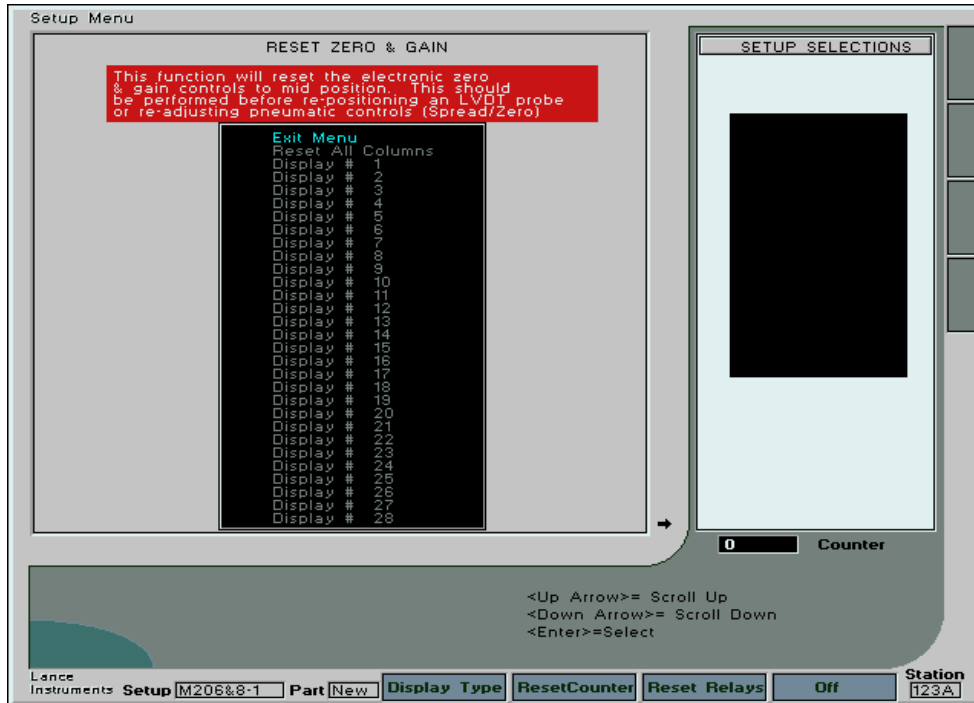 Setup Menu
RESET ZERO & GAIN
This function will reset the electronic zero
& gain controls to mid position. This should
be performed before re-positioning an LVDT probe
or re-adjusting pneumatic controls (Spread/Zero)
Exit Menu
Reset All Columns
Display # 1
Display # 2
Display # 3
Display # 4
Display # 5
Display # 6
Display # 7
Display # 8
Display # 9
Display # 10
Display # 11
Display # 12
Display # 13
Display # 14
Display # 15
Display # 16
Display # 17
Display # 18
Display # 19
Display # 20
Display # 21
Display # 22
Display # 23
Display # 24
Display # 25
Display # 26
Display # 27
Display # 28
SETUP SELECTIONS
0 Counter
<Up Arrow>= Scroll Up
<Down Arrow>= Scroll Down
<Enter>=Select
Lance
Instruments Setup M206&8-1 Part New Display Type ResetCounter Reset Relays Off
Station
123A